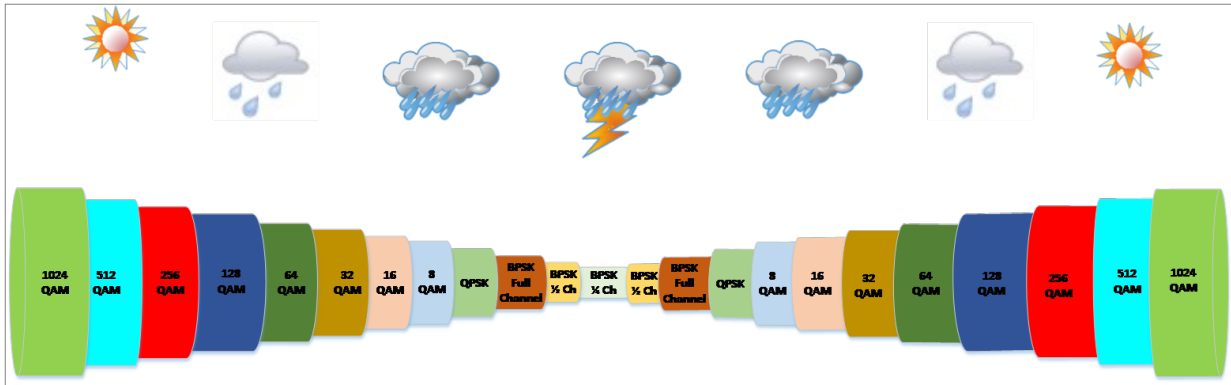 1024
QAM
512
QAM
256
QAM
128
QAM
64
QAM
32
QAM
16
QAM
8
QAM
QPSK
BPSK
Full
Channel
BPSK
½ Ch
BPSK
¼ Ch
BPSK
½ Ch
BPSK
Full
Channel
QPSK
8
QAM
16
QAM
32
QAM
64
QAM
128
QAM
256
QAM
512
QAM
1024
QAM